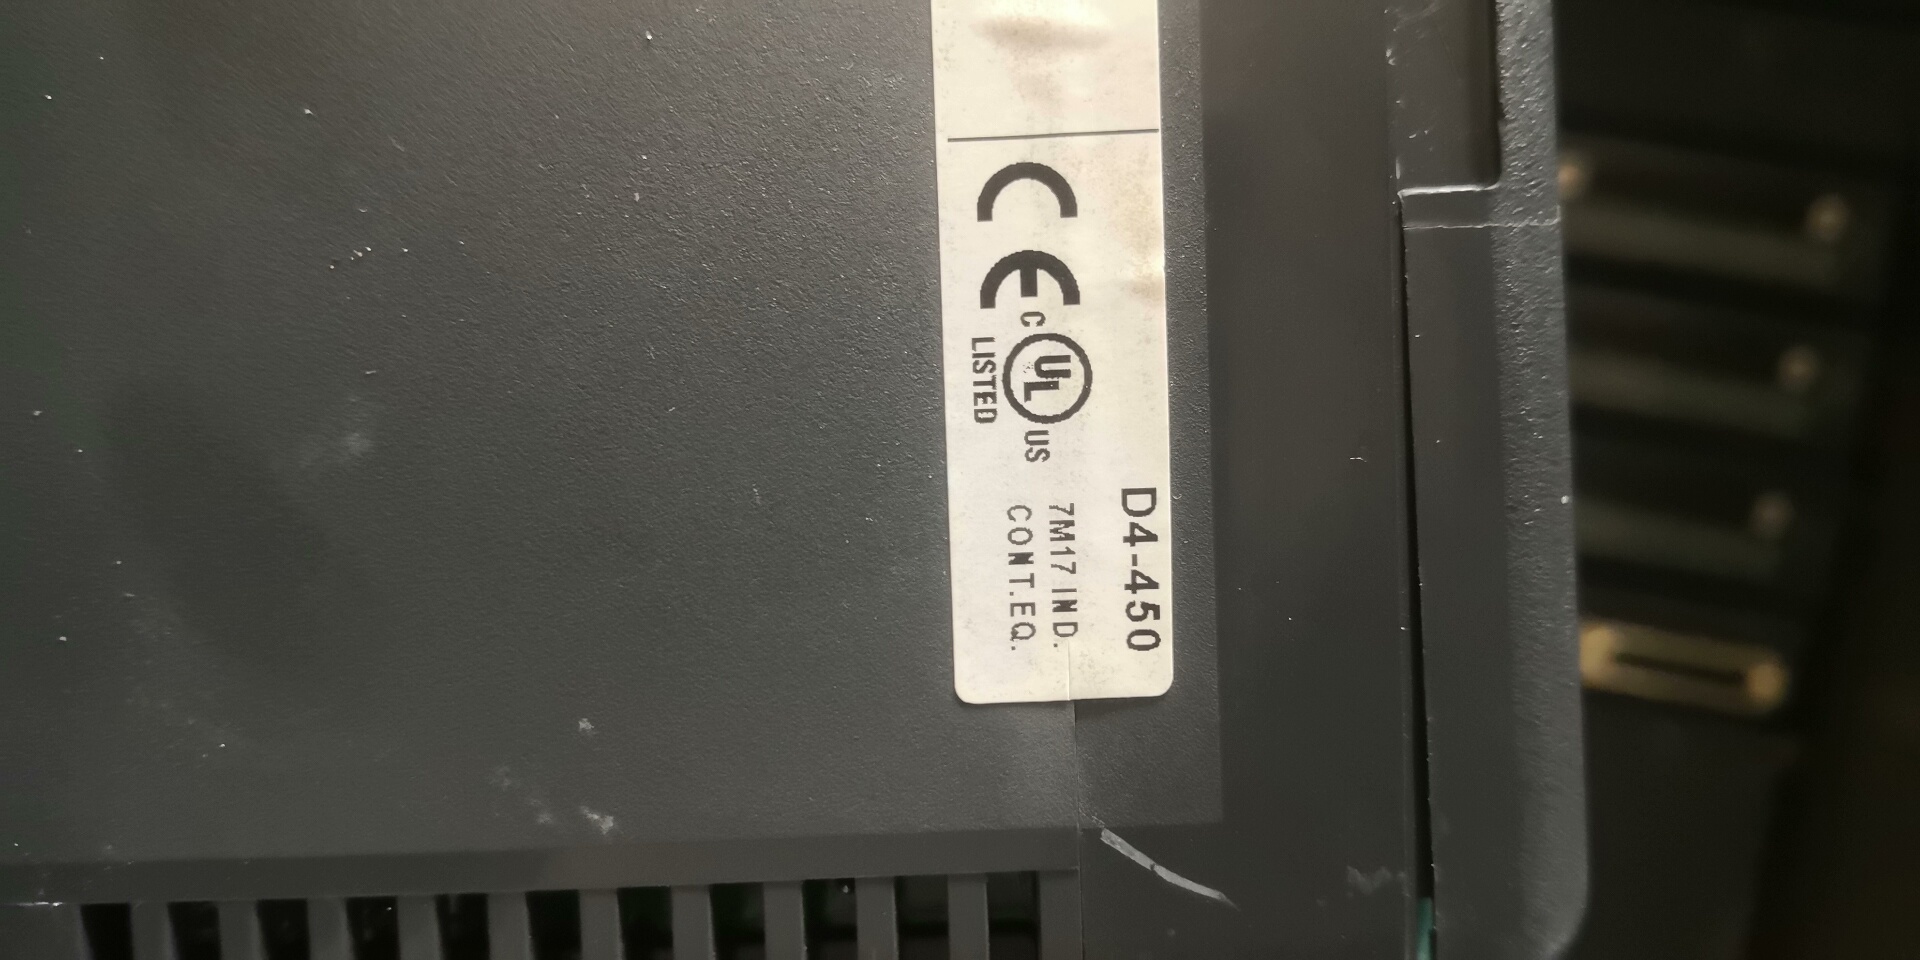 D4-450
CE
C UL US
LISTED
7M17 IND.
CONT.EQ.